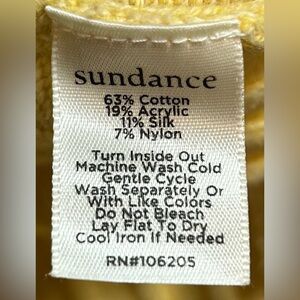 sundance
63% Cotton
19% Acrylic
11% Silk
7% Nylon
Turn Inside Out
Machine Wash Cold
Gentle Cycle
Wash Separately Or
With Like Colors
Do Not Bleach
Lay Flat To Dry
Cool Iron If Needed
RN#106205